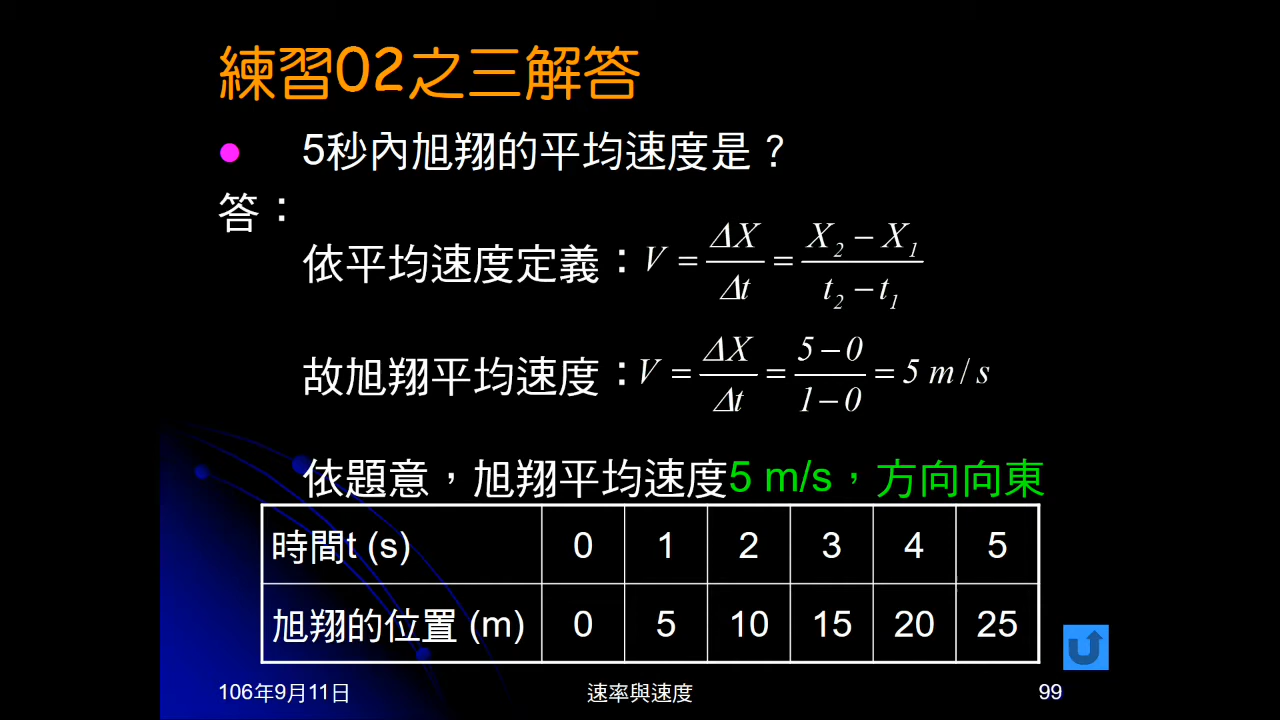 練習02之三解答
● 5秒內旭翔的平均速度是？
答：
依平均速度定義：V = ΔX/Δt = (X₂ − X₁)/(t₂ − t₁)
故旭翔平均速度：V = ΔX/Δt = (5 − 0)/(1 − 0) = 5 m / s
依題意，旭翔平均速度5 m/s，方向向東
時間t (s) 0 1 2 3 4 5
旭翔的位置 (m) 0 5 10 15 20 25
106年9月11日 速率與速度 99